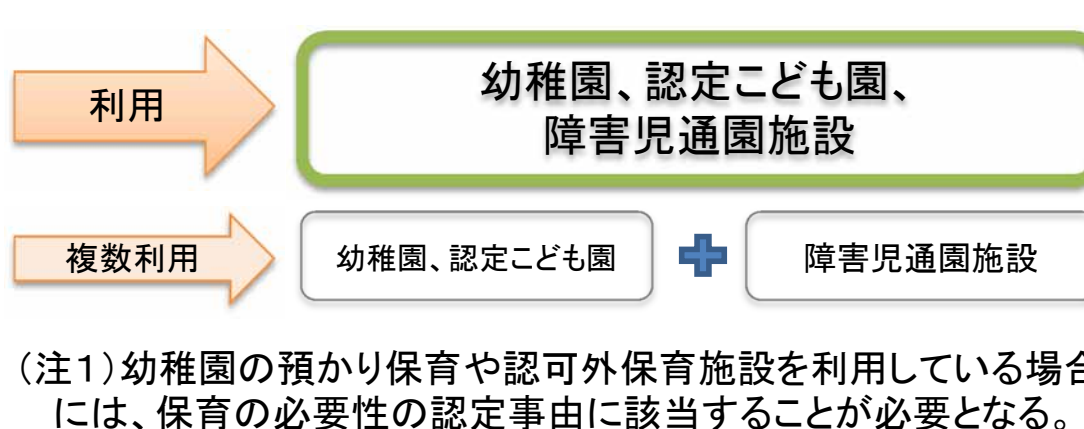 利用
幼稚園、認定こども園、
障害児通園施設
複数利用
幼稚園、認定こども園
障害児通園施設
(注1)幼稚園の預かり保育や認可外保育施設を利用している場合
には、保育の必要性の認定事由に該当することが必要となる。